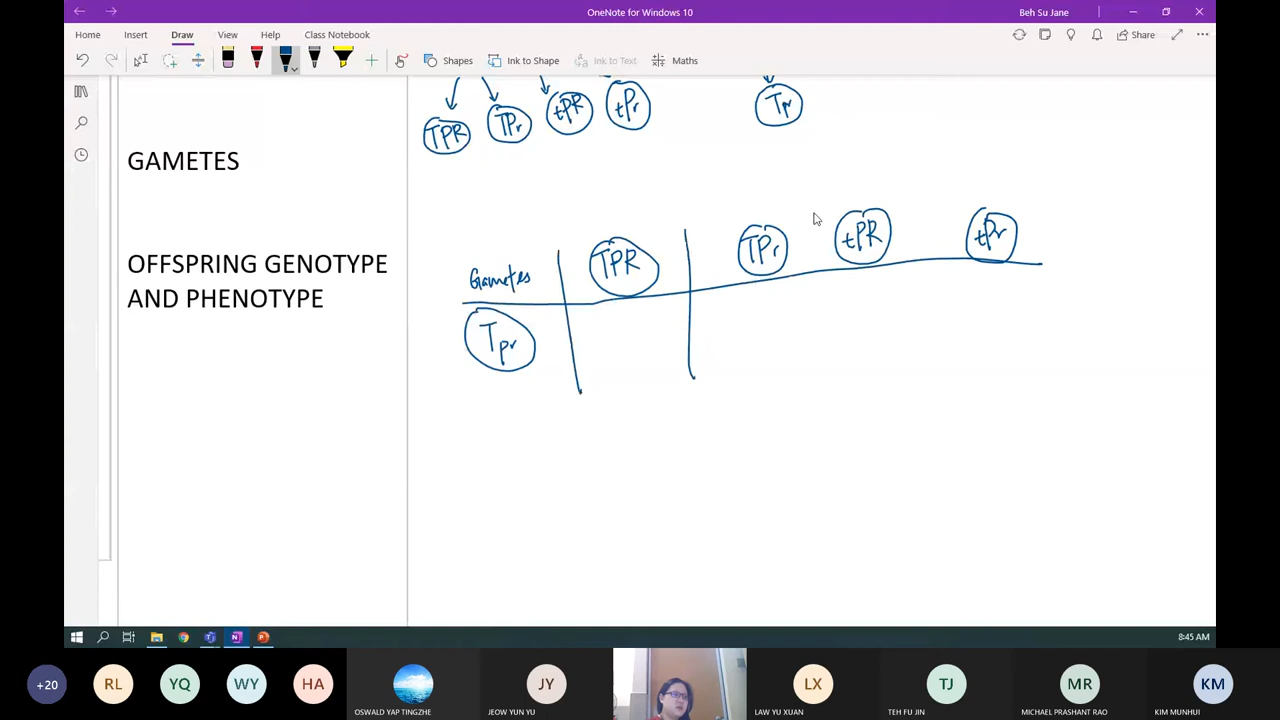 OneNote for Windows 10
Beh Su Jane
Home Insert Draw View Help Class Notebook
Share
Shapes Ink to Shape Ink to Text Maths
TPR TPr tPR tPr Tpr
GAMETES
OFFSPRING GENOTYPE
AND PHENOTYPE
Gametes TPR TPr tPR tPr
Tpr
8:45 AM
+20 RL YQ WY HA JY LX TJ MR KM
OSWALD YAP TINGZHE JEOW YUN YU LAW YU XUAN TEH FU JIN MICHAEL PRASHANT RAO KIM MUNHUI